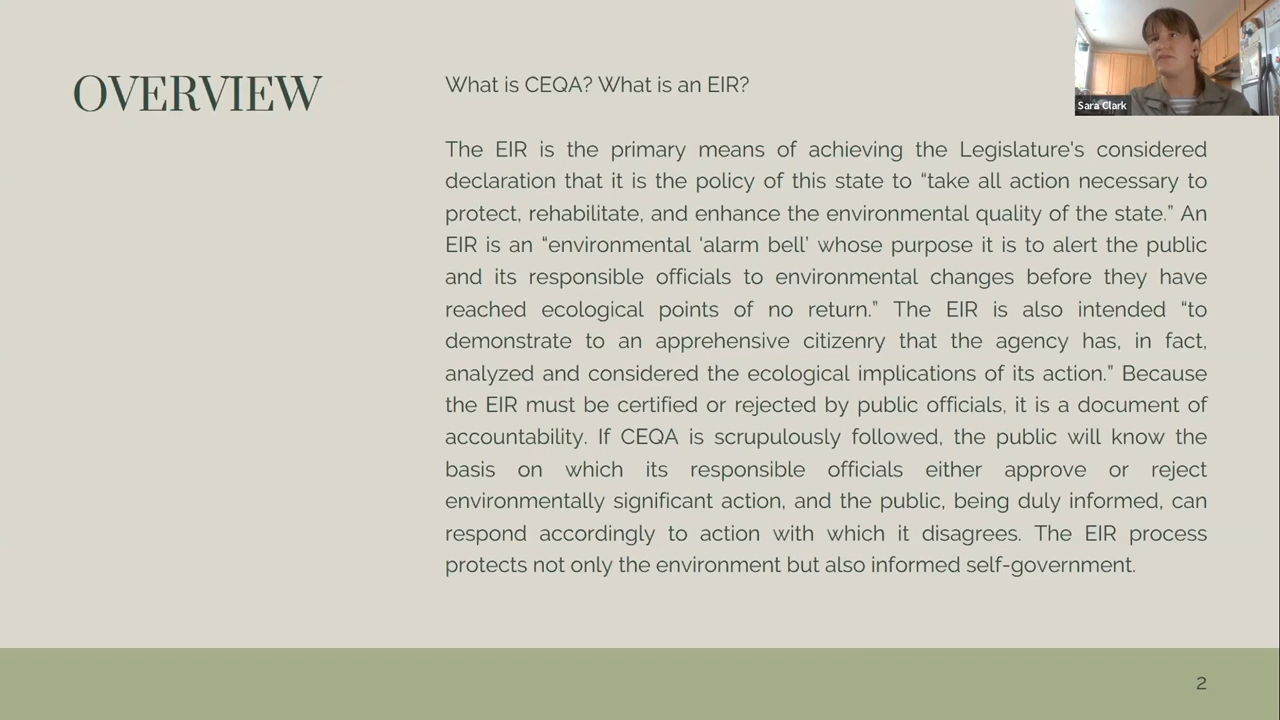 OVERVIEW
What is CEQA? What is an EIR?
The EIR is the primary means of achieving the Legislature's considered
declaration that it is the policy of this state to “take all action necessary to
protect, rehabilitate, and enhance the environmental quality of the state.” An
EIR is an “environmental ‘alarm bell’ whose purpose it is to alert the public
and its responsible officials to environmental changes before they have
reached ecological points of no return.” The EIR is also intended “to
demonstrate to an apprehensive citizenry that the agency has, in fact,
analyzed and considered the ecological implications of its action.” Because
the EIR must be certified or rejected by public officials, it is a document of
accountability. If CEQA is scrupulously followed, the public will know the
basis on which its responsible officials either approve or reject
environmentally significant action, and the public, being duly informed, can
respond accordingly to action with which it disagrees. The EIR process
protects not only the environment but also informed self-government.
Sara Clark
2